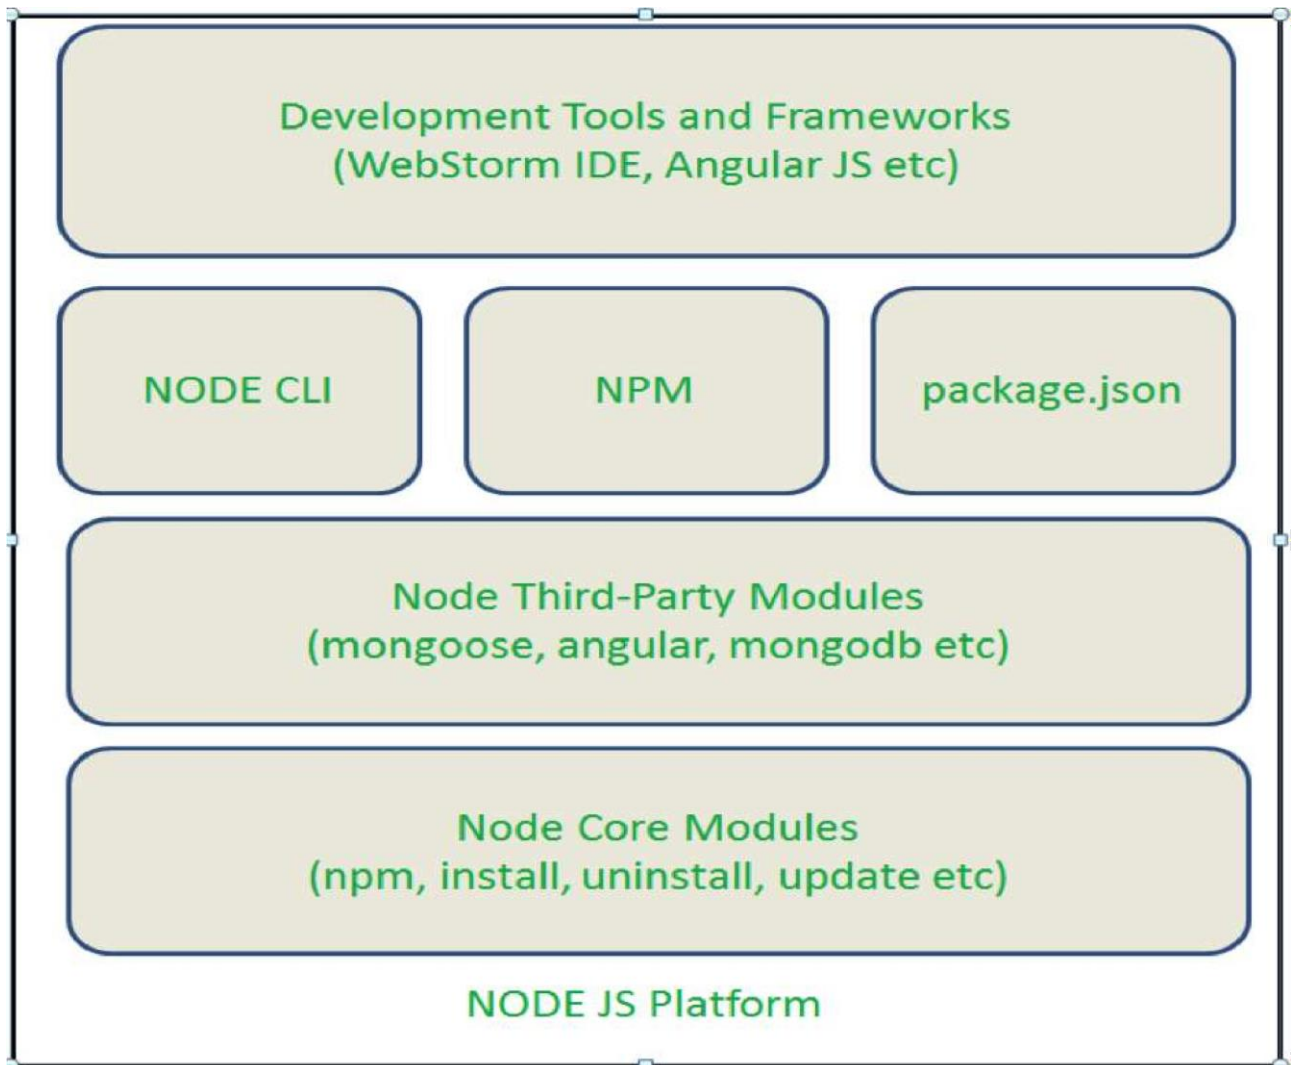 Development Tools and Frameworks
(WebStorm IDE, Angular JS etc)
NODE CLI
NPM
package.json
Node Third-Party Modules
(mongoose, angular, mongodb etc)
Node Core Modules
(npm, install, uninstall, update etc)
NODE JS Platform